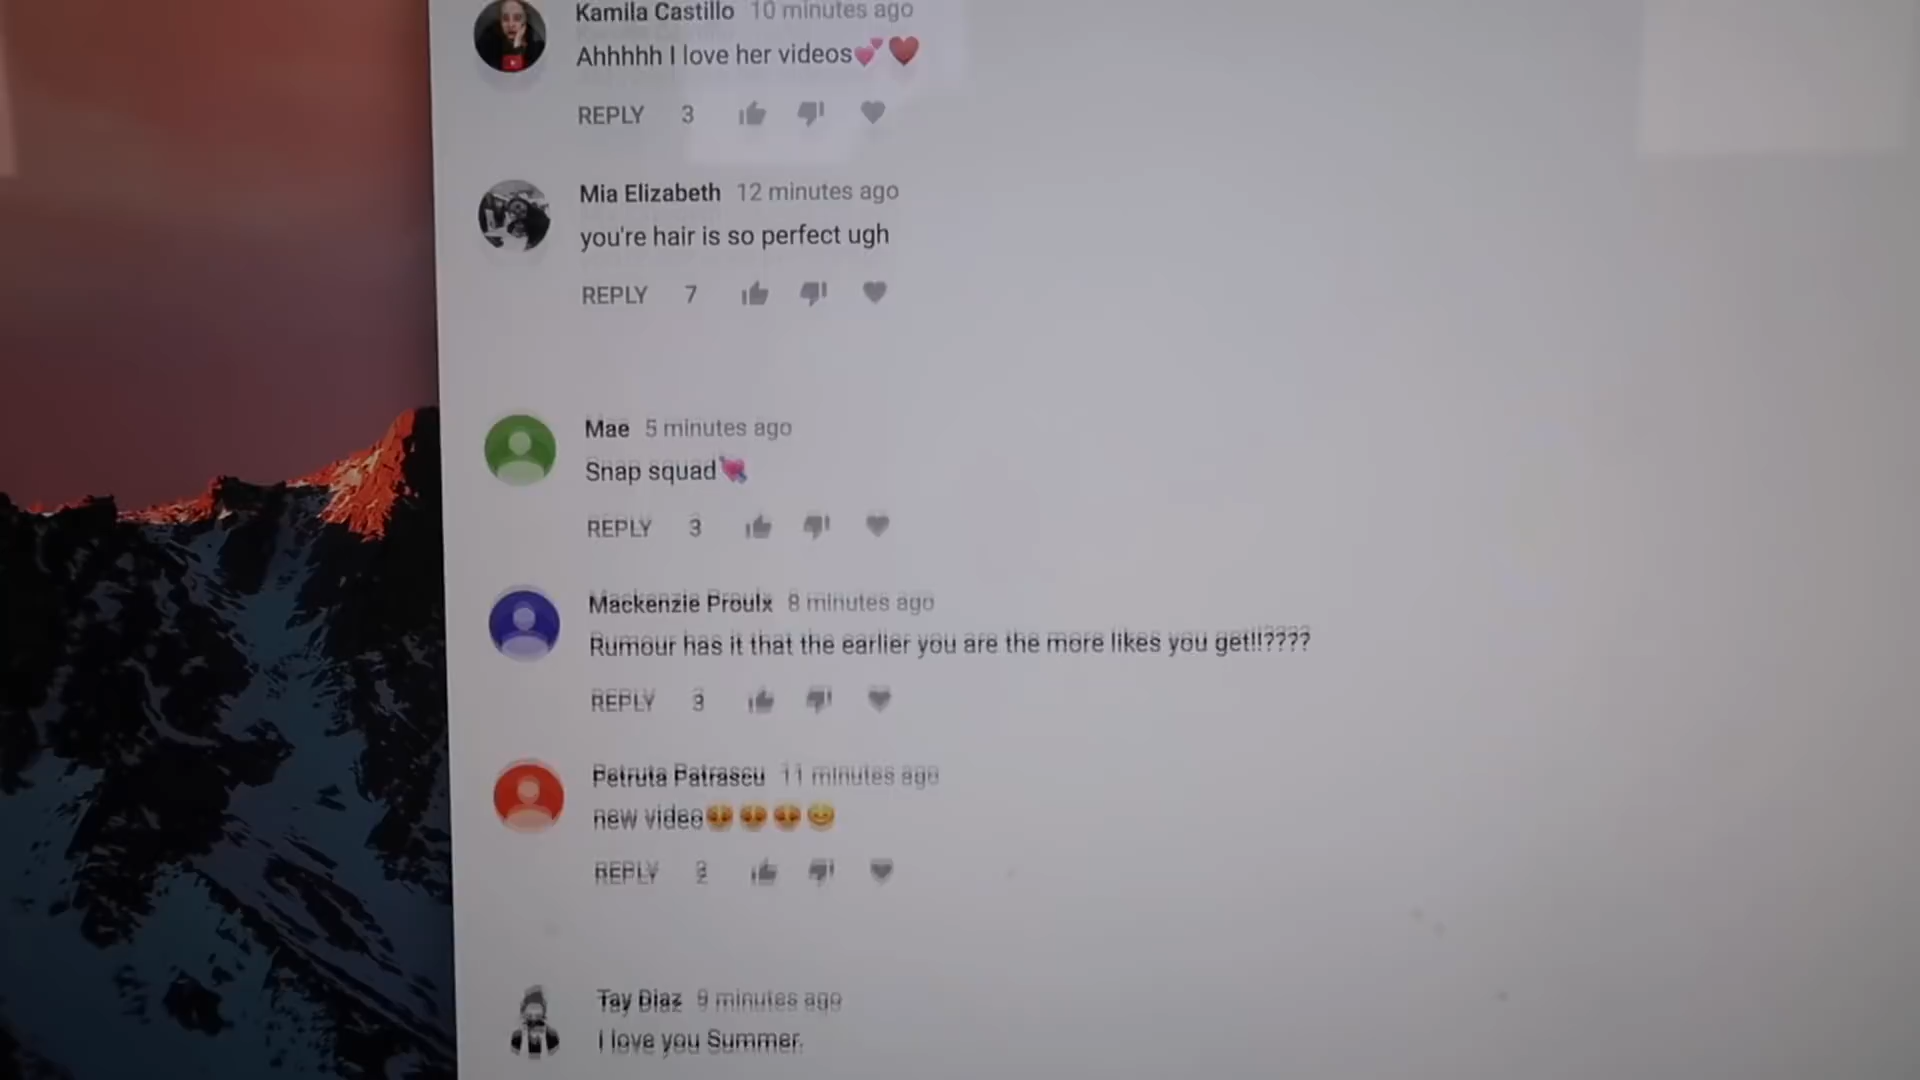 Kamila Castillo 10 minutes ago
Ahhhhh I love her videos💕❤️
REPLY 3
Mia Elizabeth 12 minutes ago
you're hair is so perfect ugh
REPLY 7
Mae 5 minutes ago
Snap squad💘
REPLY 3
Mackenzie Proulx 8 minutes ago
Rumour has it that the earlier you are the more likes you get!!????
REPLY 3
Petruta Patrascu 11 minutes ago
new video😍😍😍😊
REPLY 2
Tay Diaz 9 minutes ago
I love you Summer.